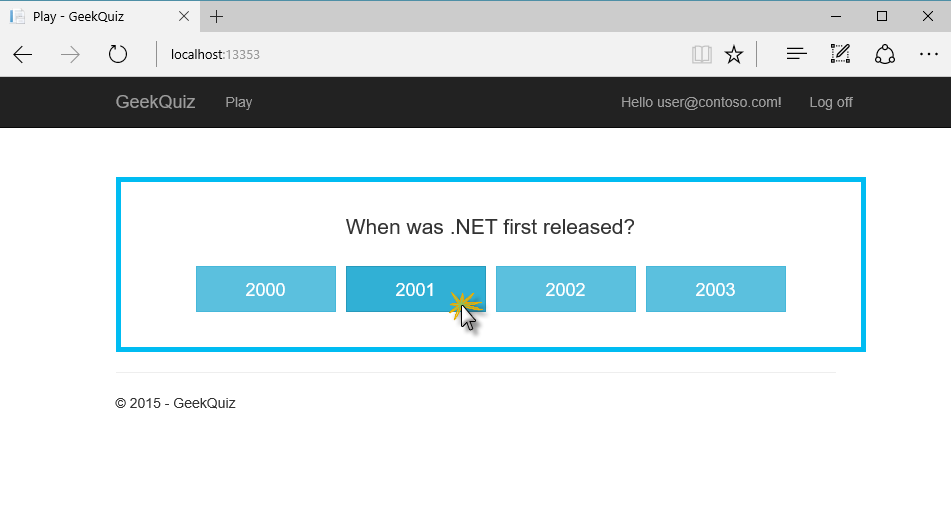 Play - GeekQuiz
localhost:13353
GeekQuiz Play Hello user@contoso.com! Log off
When was .NET first released?
2000 2001 2002 2003
© 2015 - GeekQuiz